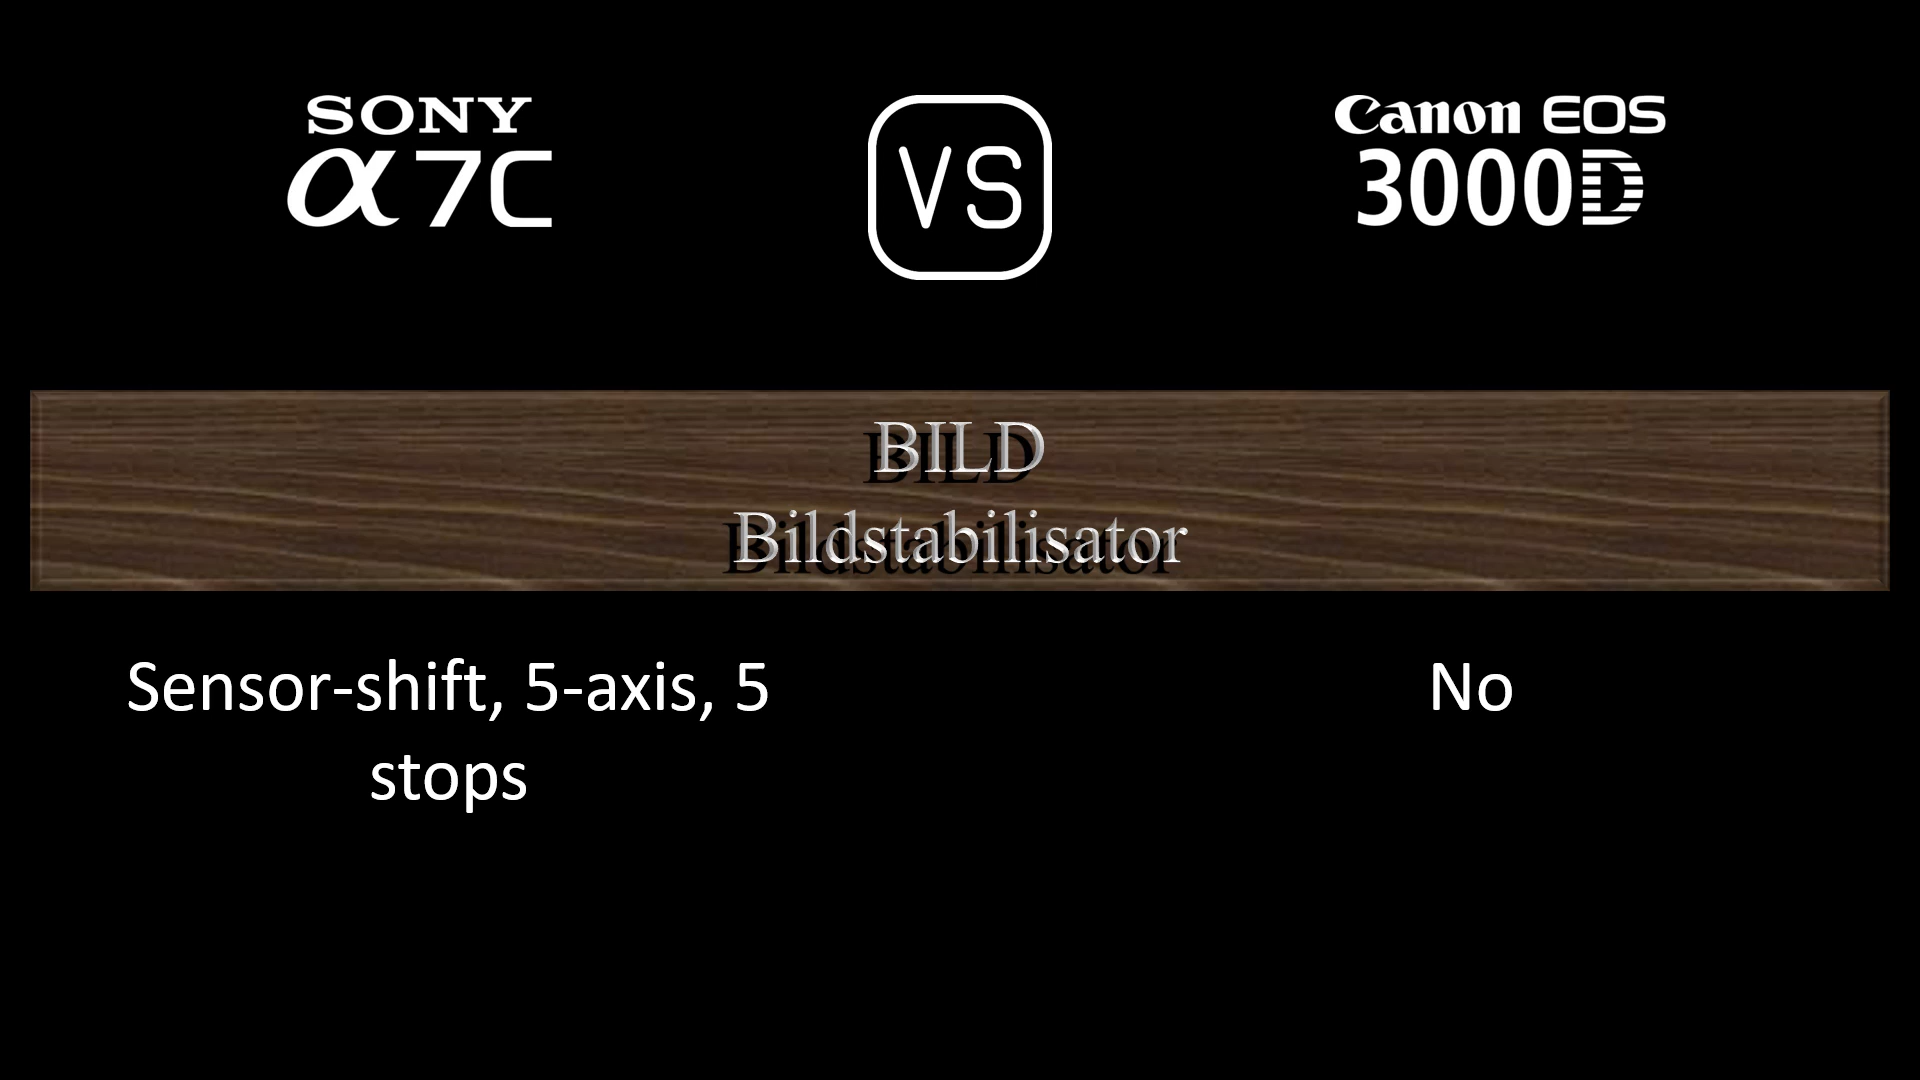 SONY
α7C
VS
Canon EOS
3000D
BILD
Bildstabilisator
Sensor-shift, 5-axis, 5
stops
No